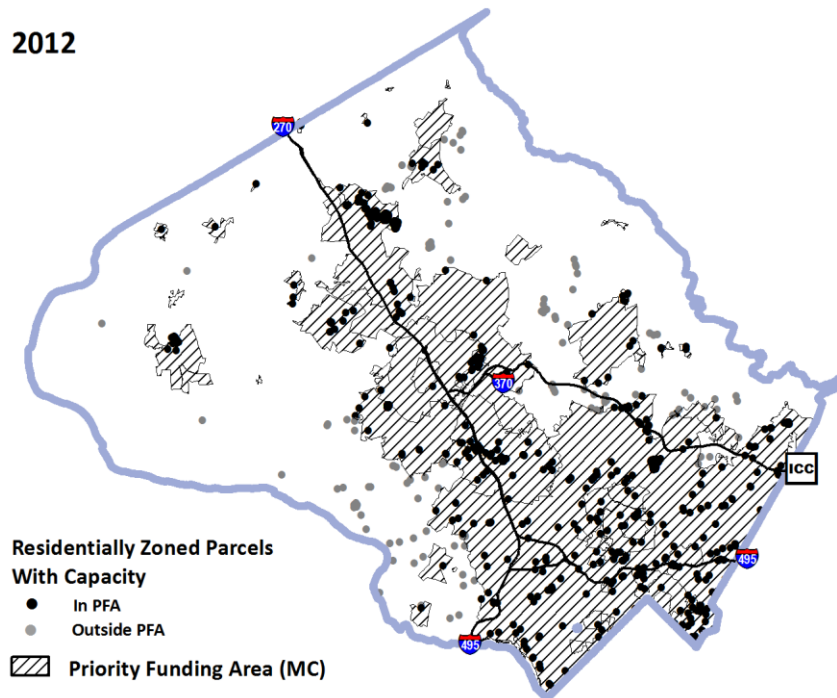 2012
270
370
ICC
495
495
Residentially Zoned Parcels
With Capacity
In PFA
Outside PFA
Priority Funding Area (MC)